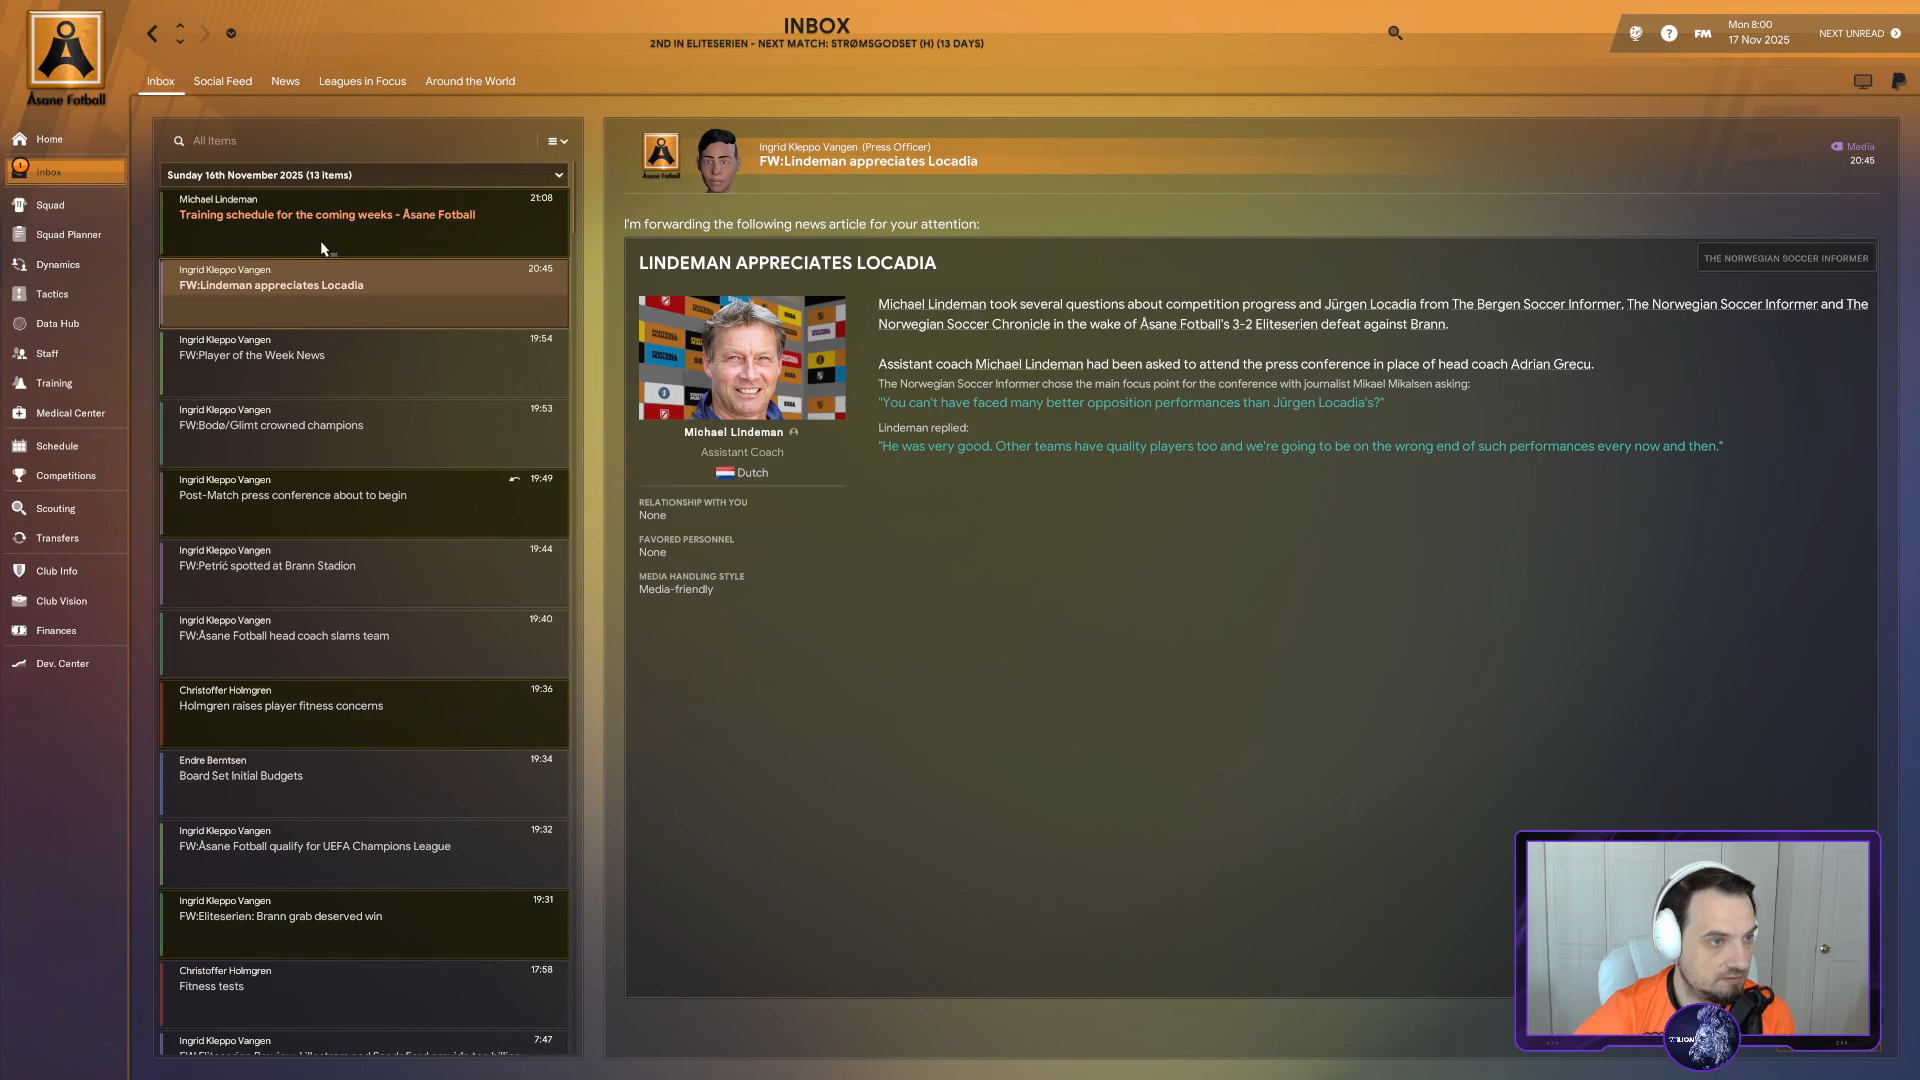 INBOX
2ND IN ELITESERIEN - NEXT MATCH: STRØMSGODSET (H) (13 DAYS)
FM
Mon 8:00
17 Nov 2025
NEXT UNREAD
Åsane Fotball
Inbox
Social Feed
News
Leagues in Focus
Around the World
Home
1
Inbox
Squad
Squad Planner
Dynamics
Tactics
Data Hub
Staff
Training
Medical Center
Schedule
Competitions
Scouting
Transfers
Club Info
Club Vision
Finances
Dev. Center
All Items
Sunday 16th November 2025 (13 items)
Michael Lindeman
21:08
Training schedule for the coming weeks - Åsane Fotball
Ingrid Kleppo Vangen
20:45
FW:Lindeman appreciates Locadia
Ingrid Kleppo Vangen
19:54
FW:Player of the Week News
Ingrid Kleppo Vangen
19:53
FW:Bodø/Glimt crowned champions
Ingrid Kleppo Vangen
19:49
Post-Match press conference about to begin
Ingrid Kleppo Vangen
19:44
FW:Petrić spotted at Brann Stadion
Ingrid Kleppo Vangen
19:40
FW:Åsane Fotball head coach slams team
Christoffer Holmgren
19:36
Holmgren raises player fitness concerns
Endre Berntsen
19:34
Board Set Initial Budgets
Ingrid Kleppo Vangen
19:32
FW:Åsane Fotball qualify for UEFA Champions League
Ingrid Kleppo Vangen
19:31
FW:Eliteserien: Brann grab deserved win
Christoffer Holmgren
17:58
Fitness tests
Ingrid Kleppo Vangen
7:47
Åsane Fotball
Ingrid Kleppo Vangen (Press Officer)
FW:Lindeman appreciates Locadia
Media
20:45
I'm forwarding the following news article for your attention:
LINDEMAN APPRECIATES LOCADIA
THE NORWEGIAN SOCCER INFORMER
Michael Lindeman took several questions about competition progress and Jürgen Locadia from The Bergen Soccer Informer, The Norwegian Soccer Informer and The
Norwegian Soccer Chronicle in the wake of Åsane Fotball's 3-2 Eliteserien defeat against Brann.
Assistant coach Michael Lindeman had been asked to attend the press conference in place of head coach Adrian Grecu.
The Norwegian Soccer Informer chose the main focus point for the conference with journalist Mikael Mikalsen asking:
"You can't have faced many better opposition performances than Jürgen Locadia's?"
Lindeman replied:
"He was very good. Other teams have quality players too and we're going to be on the wrong end of such performances every now and then."
Michael Lindeman
Assistant Coach
Dutch
RELATIONSHIP WITH YOU
None
FAVORED PERSONNEL
None
MEDIA HANDLING STYLE
Media-friendly